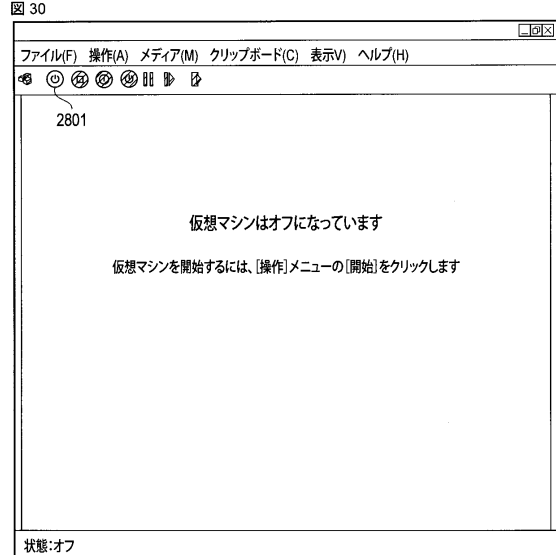 図 30
ファイル(F) 操作(A) メディア(M) クリップボード(C) 表示V) ヘルプ(H)
2801
仮想マシンはオフになっています
仮想マシンを開始するには、[操作]メニューの[開始]をクリックします
状態:オフ